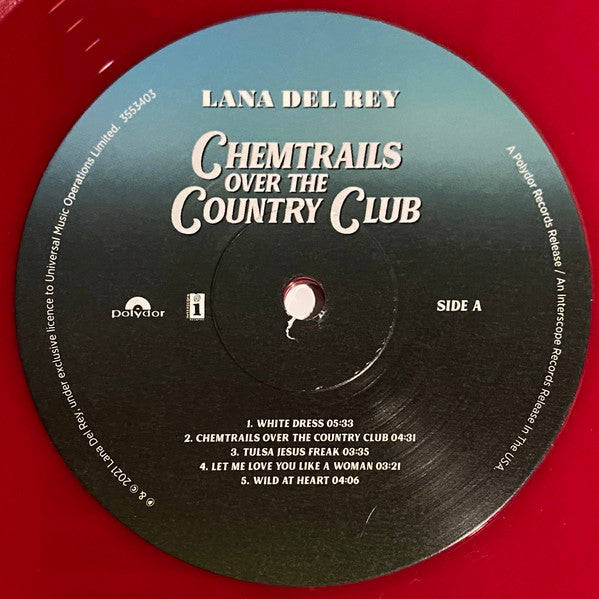 LANA DEL REY
CHEMTRAILS
OVER THE
COUNTRY CLUB
polydor
i
SIDE A
1. WHITE DRESS 05:33
2. CHEMTRAILS OVER THE COUNTRY CLUB 04:31
3. TULSA JESUS FREAK 03:35
4. LET ME LOVE YOU LIKE A WOMAN 03:21
5. WILD AT HEART 04:06
℗ & © 2021 Lana Del Rey, under exclusive licence to Universal Music Operations Limited. 3553403
A Polydor Records Release / An Interscope Records Release In The USA.